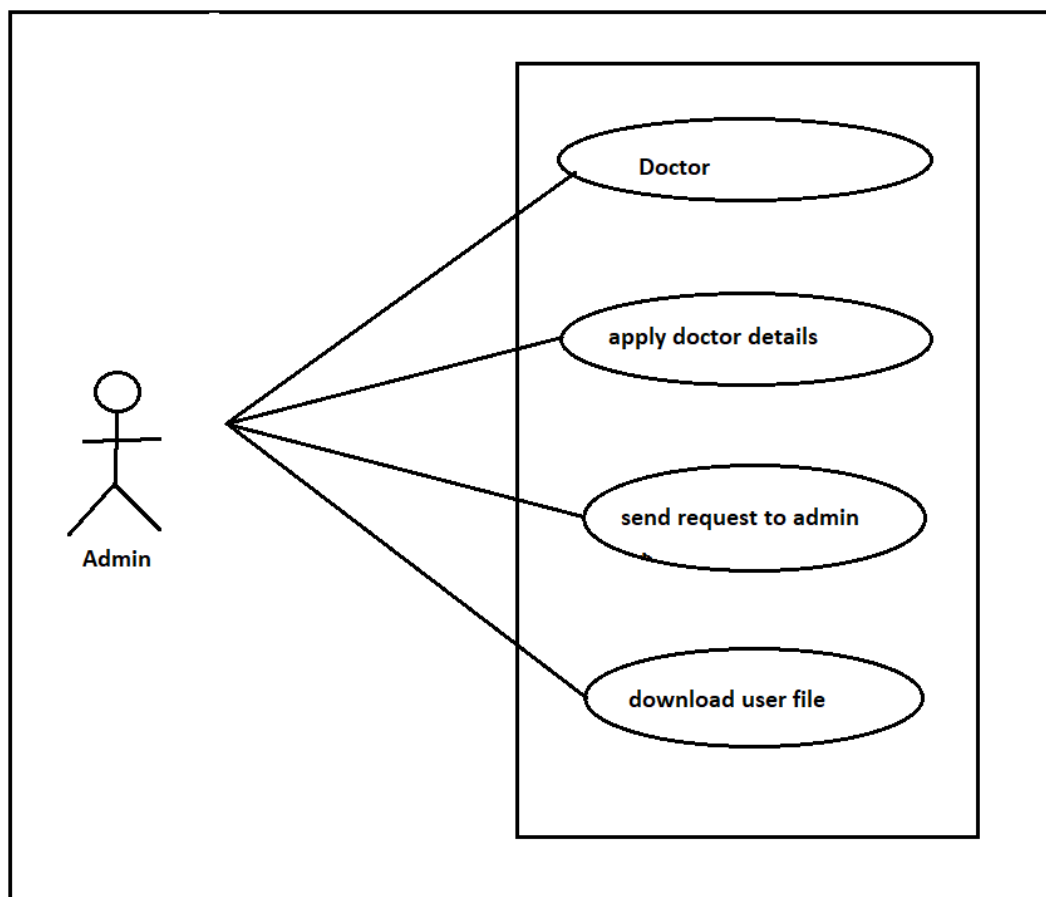 Doctor
apply doctor details
send request to admin
download user file
Admin